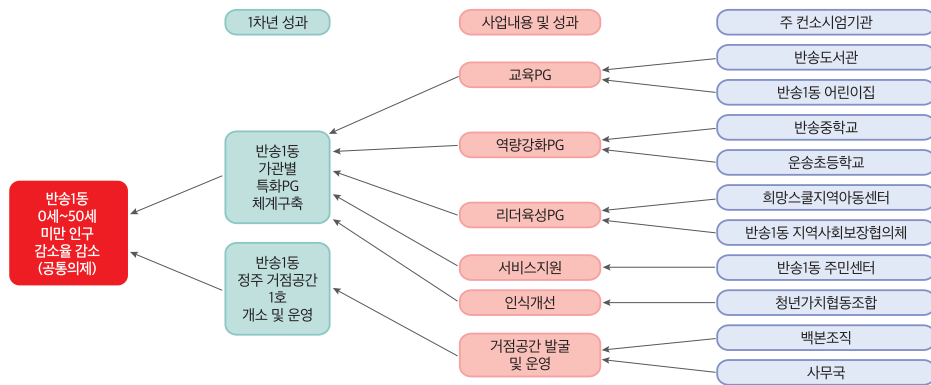 1차년 성과
사업내용 및 성과
주 컨소시엄기관
반송1동
0세~50세
미만 인구
감소율 감소
(공통의제)
반송1동
가관별
특화PG
체계구축
반송1동
정주 거점공간
1호
개소 및 운영
교육PG
역량강화PG
리더육성PG
서비스지원
인식개선
거점공간 발굴
및 운영
반송도서관
반송1동 어린이집
반송중학교
운송초등학교
희망스쿨지역아동센터
반송1동 지역사회보장협의체
반송1동 주민센터
청년가치협동조합
백본조직
사무국